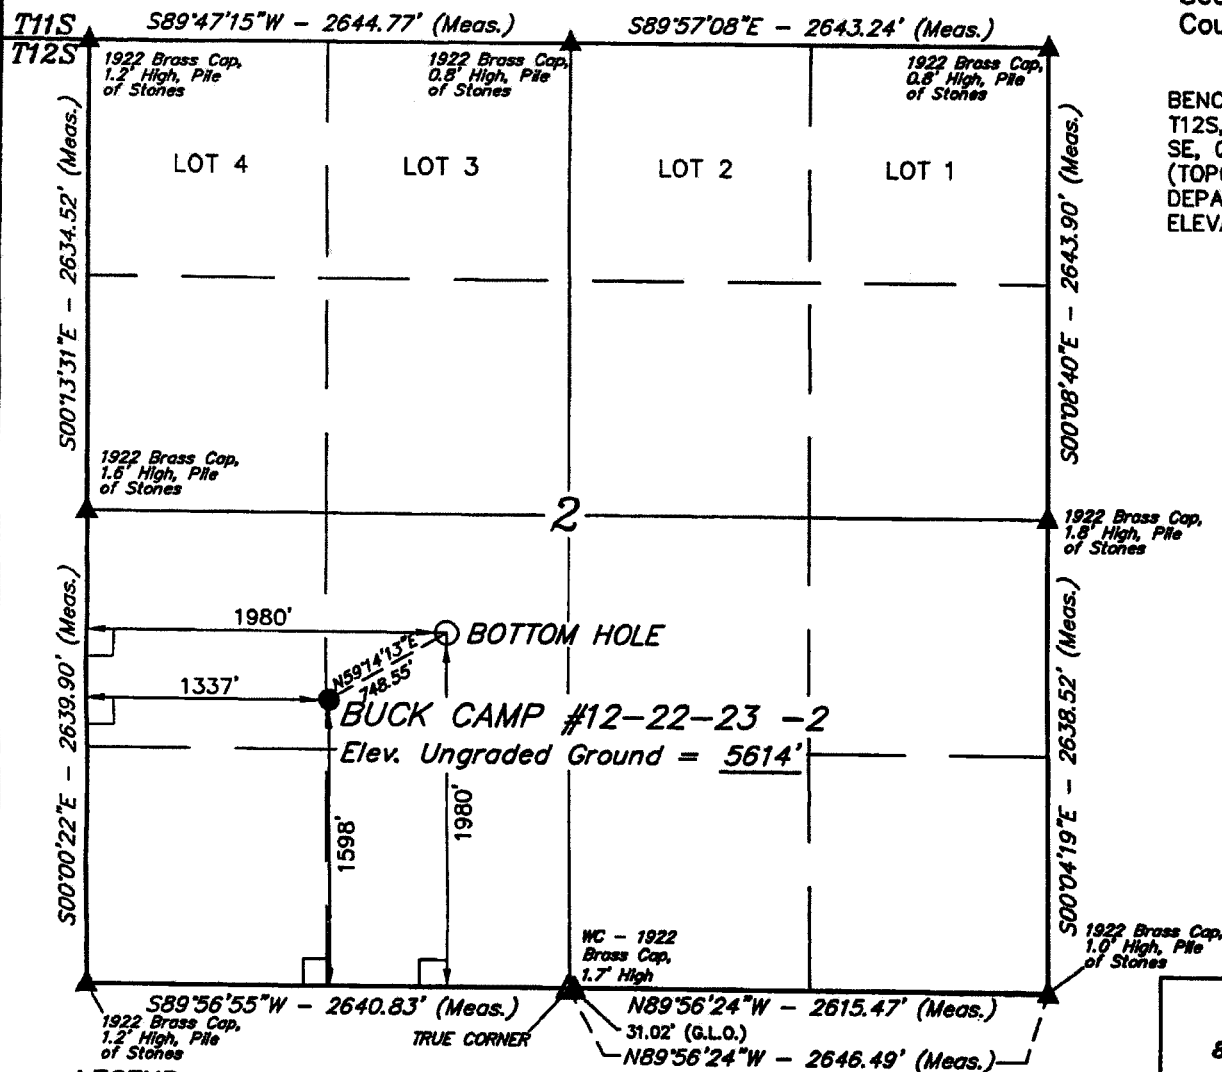 T11S
T12S
S89°47'15"W - 2644.77' (Meas.)
S89°57'08"E - 2643.24' (Meas.)
Cou
1922 Brass Cap,
1.2' High, Pile
of Stones
1922 Brass Cap,
0.8' High, Pile
of Stones
1922 Brass Cap,
0.8' High, Pile
of Stones
BENC
T12S,
SE,
(TOP
DEPA
ELEV
LOT 4
LOT 3
LOT 2
LOT 1
S00°13'31"E - 2634.52' (Meas.)
S00°08'40"E - 2643.90' (Meas.)
1922 Brass Cap,
1.6' High, Pile
of Stones
2
1922 Brass Cap,
1.8' High, Pile
of Stones
S00°00'22"E - 2639.90' (Meas.)
S00°04'19"E - 2638.52' (Meas.)
1980'
BOTTOM HOLE
N59°14'13"E
748.55'
1337'
BUCK CAMP #12-22-23 -2
Elev. Ungraded Ground = 5614'
1598'
1980'
WC - 1922
Brass Cap,
1.7' High
1922 Brass Cap,
1.0' High, Pile
of Stones
S89°56'55"W - 2640.83' (Meas.)
N89°56'24"W - 2615.47' (Meas.)
1922 Brass Cap,
1.2' High, Pile
of Stones
TRUE CORNER
31.02' (G.L.O.)
N89°56'24"W - 2646.49' (Meas.)